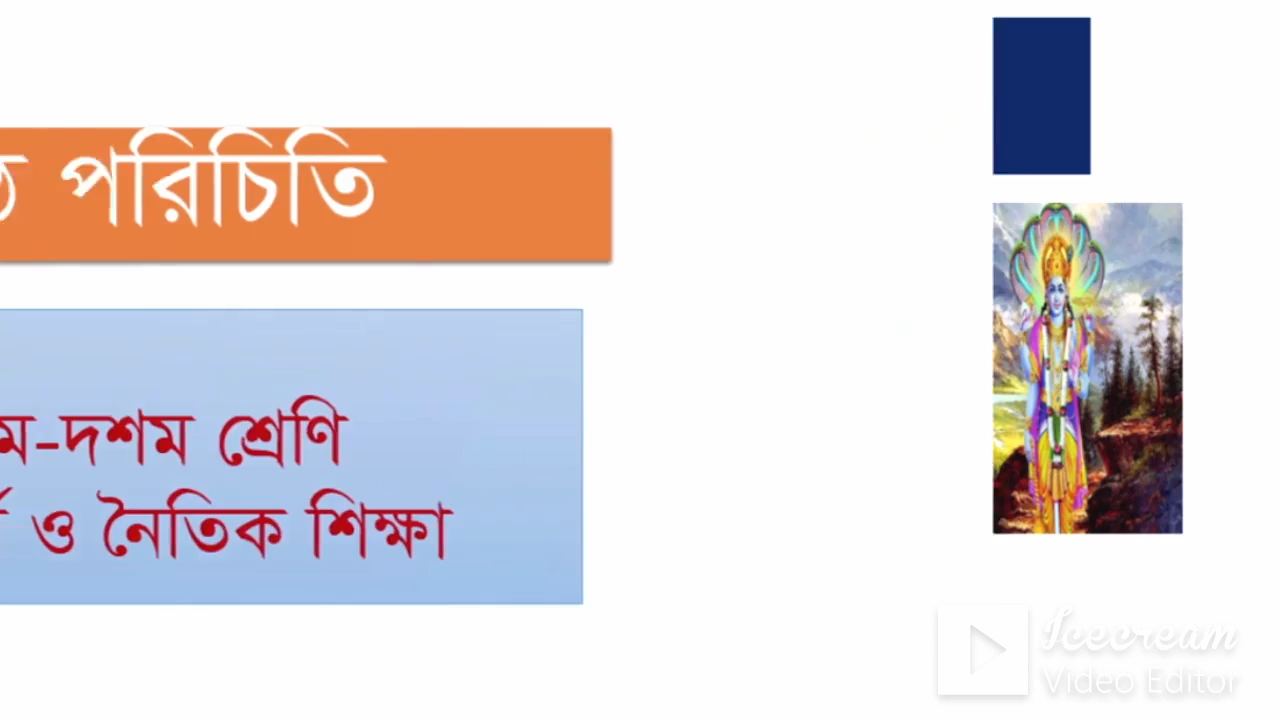 পরিচিতি
ম-দশম শ্রেণি
ও নৈতিক শিক্ষা
Icecream
Video Editor